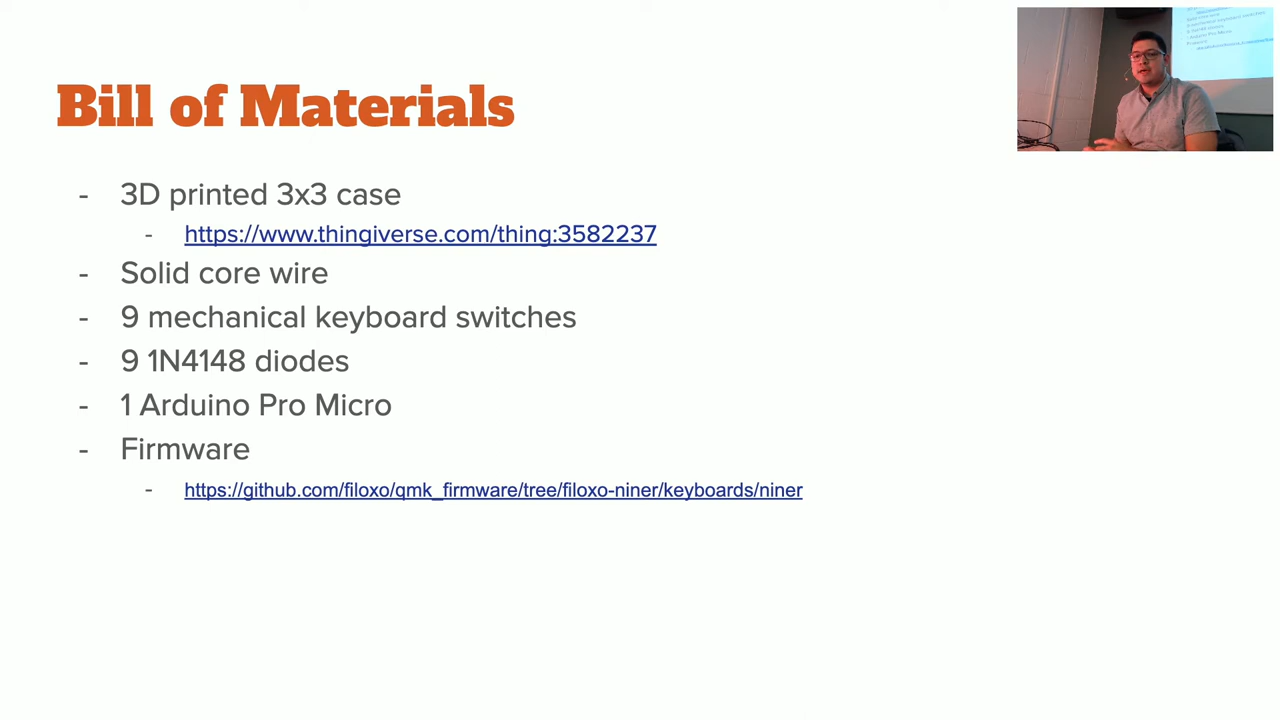 Bill of Materials
- 3D printed 3x3 case
- https://www.thingiverse.com/thing:3582237
- Solid core wire
- 9 mechanical keyboard switches
- 9 1N4148 diodes
- 1 Arduino Pro Micro
- Firmware
- https://github.com/filoxo/qmk_firmware/tree/filoxo-niner/keyboards/niner